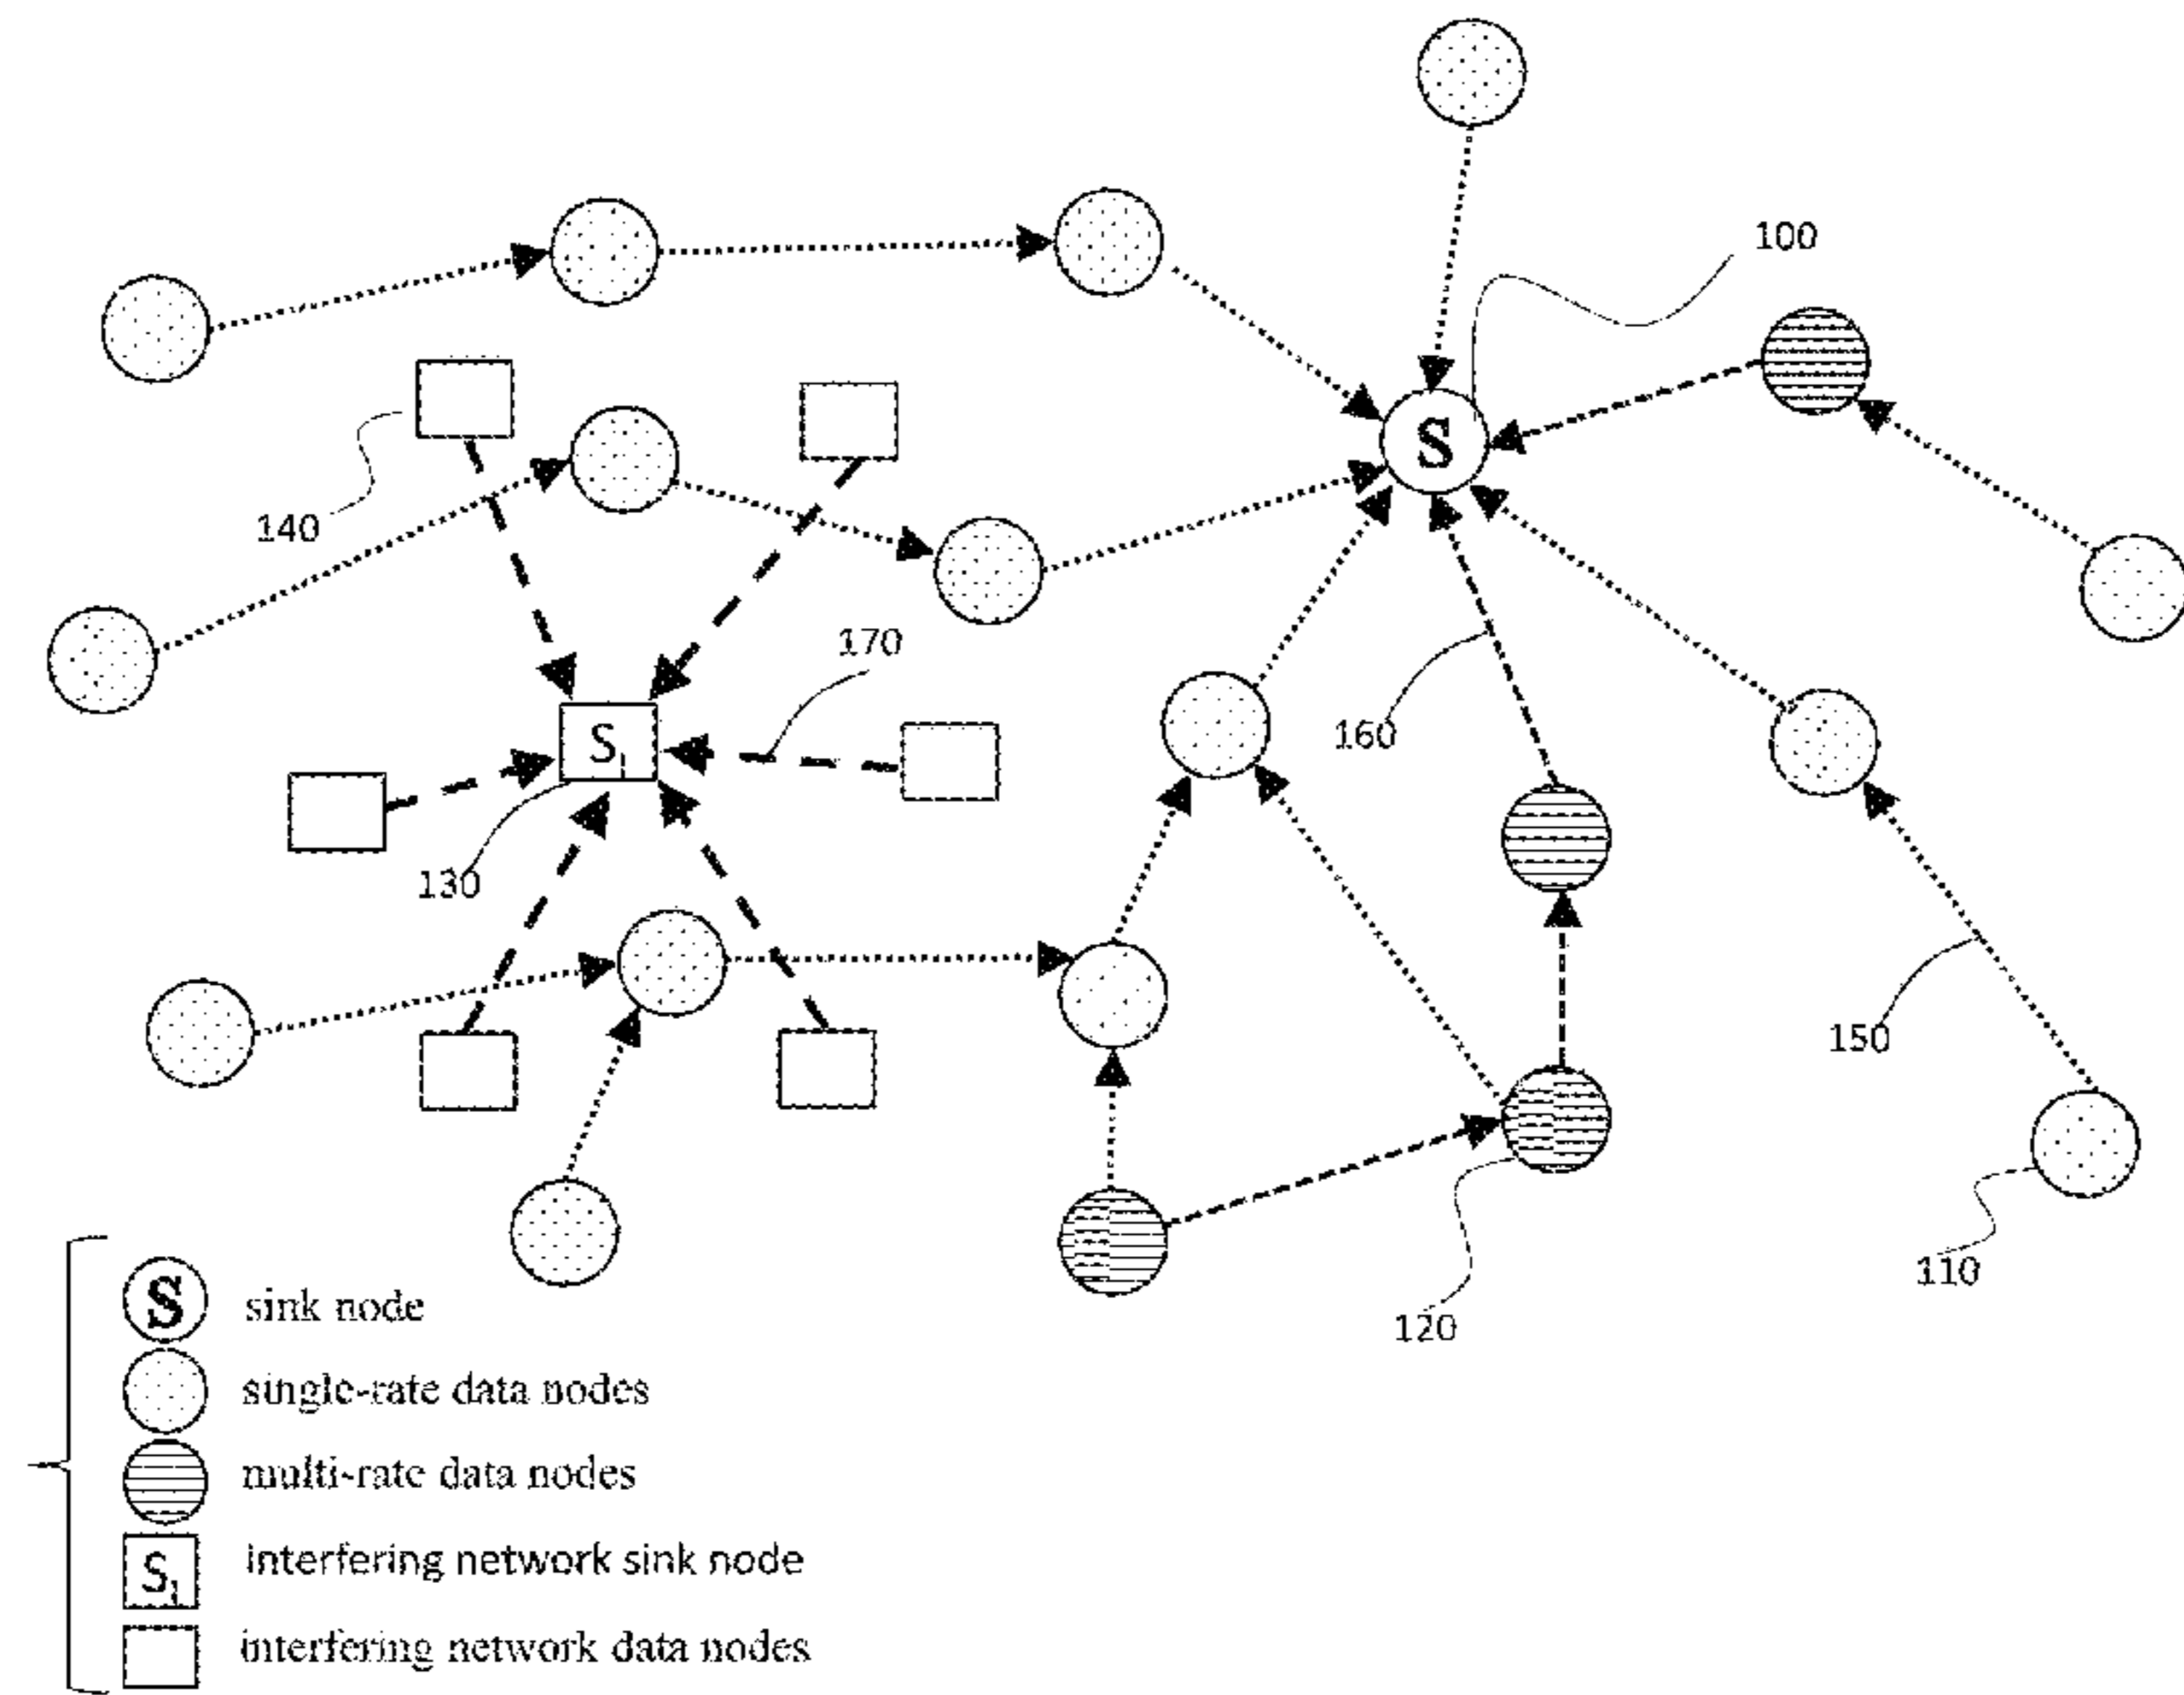 100
S
140
170
160
S₁
130
150
110
120
S sink node
single-rate data nodes
multi-rate data nodes
S₁ interfering network sink node
interfering network data nodes